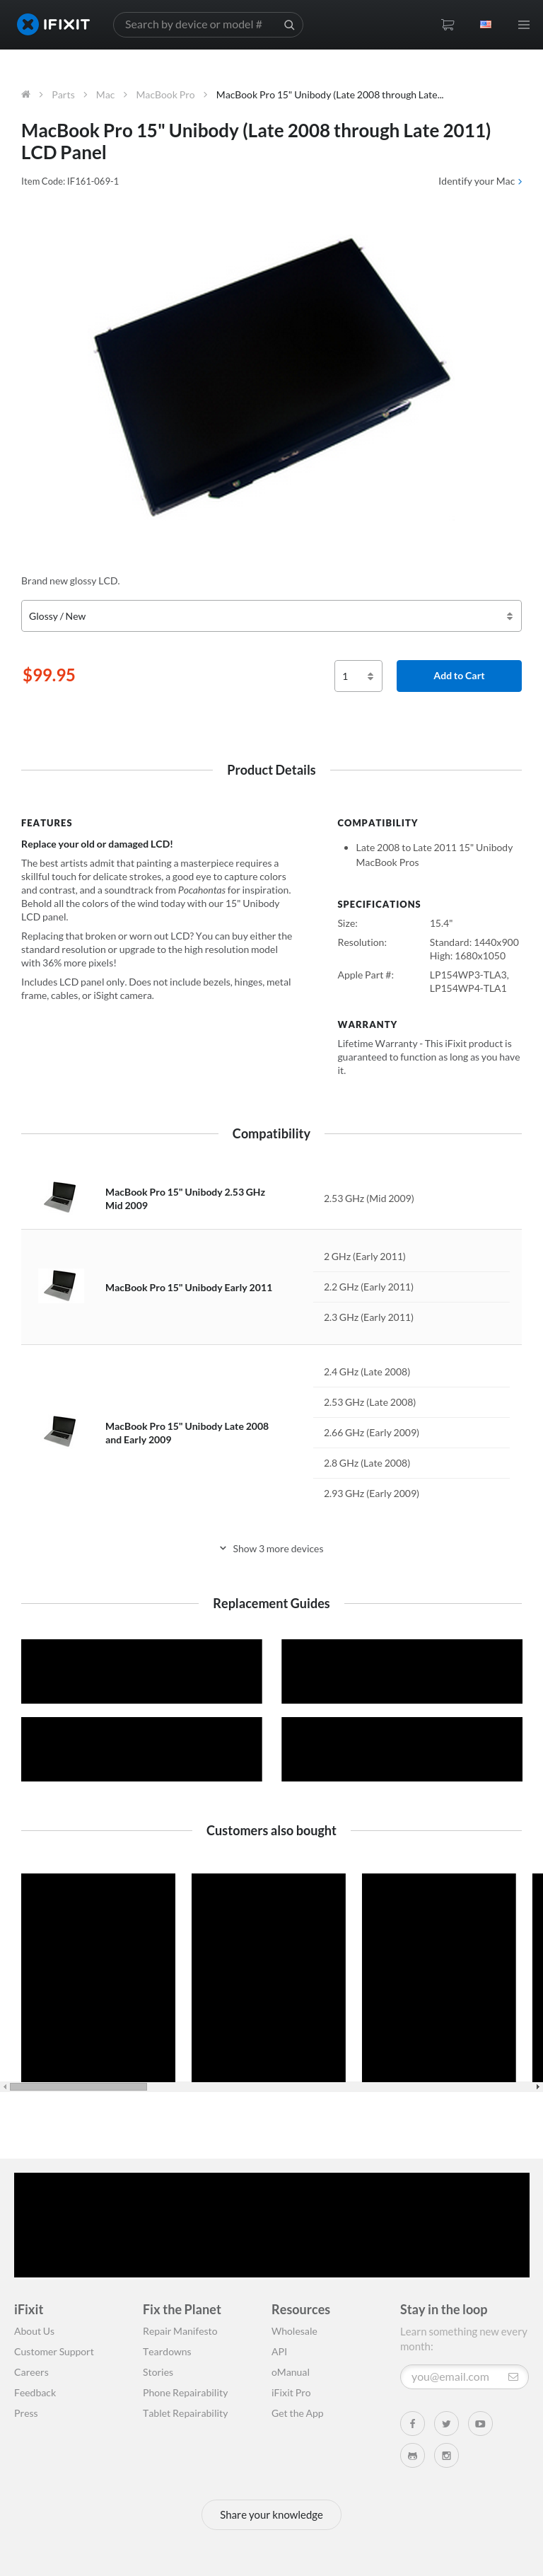 IFIXIT
Search by device or model #
Parts
Mac
MacBook Pro
MacBook Pro 15" Unibody (Late 2008 through Late...
MacBook Pro 15" Unibody (Late 2008 through Late 2011)
LCD Panel
Item Code: IF161-069-1
Identify your Mac
Brand new glossy LCD.
Glossy / New
$99.95
1
Add to Cart
Product Details
FEATURES
Replace your old or damaged LCD!
The best artists admit that painting a masterpiece requires a
skillful touch for delicate strokes, a good eye to capture colors
and contrast, and a soundtrack from Pocahontas for inspiration.
Behold all the colors of the wind today with our 15" Unibody
LCD panel.
Replacing that broken or worn out LCD? You can buy either the
standard resolution or upgrade to the high resolution model
with 36% more pixels!
Includes LCD panel only. Does not include bezels, hinges, metal
frame, cables, or iSight camera.
COMPATIBILITY
Late 2008 to Late 2011 15" Unibody
MacBook Pros
SPECIFICATIONS
Size: 15.4"
Resolution: Standard: 1440x900
High: 1680x1050
Apple Part #: LP154WP3-TLA3,
LP154WP4-TLA1
WARRANTY
Lifetime Warranty - This iFixit product is
guaranteed to function as long as you have
it.
Compatibility
MacBook Pro 15" Unibody 2.53 GHz
Mid 2009
2.53 GHz (Mid 2009)
MacBook Pro 15" Unibody Early 2011
2 GHz (Early 2011)
2.2 GHz (Early 2011)
2.3 GHz (Early 2011)
MacBook Pro 15" Unibody Late 2008
and Early 2009
2.4 GHz (Late 2008)
2.53 GHz (Late 2008)
2.66 GHz (Early 2009)
2.8 GHz (Late 2008)
2.93 GHz (Early 2009)
Show 3 more devices
Replacement Guides
Customers also bought
iFixit
About Us
Customer Support
Careers
Feedback
Press
Fix the Planet
Repair Manifesto
Teardowns
Stories
Phone Repairability
Tablet Repairability
Resources
Wholesale
API
oManual
iFixit Pro
Get the App
Stay in the loop
Learn something new every
month:
you@email.com
Share your knowledge